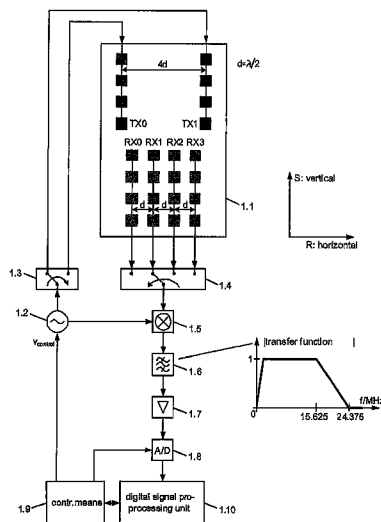 4d
d=λ/2
TX0
TX1
RX0 RX1 RX2 RX3
d d d
1.1
S: vertical
R: horizontal
1.3
1.4
1.2
1.5
Vcontrol
|transfer function |
1
1.6
0
15.625
24.375
f/MHz
1.7
A/D
1.8
contr.means
digital signal pro-
processing unit
1.9
1.10